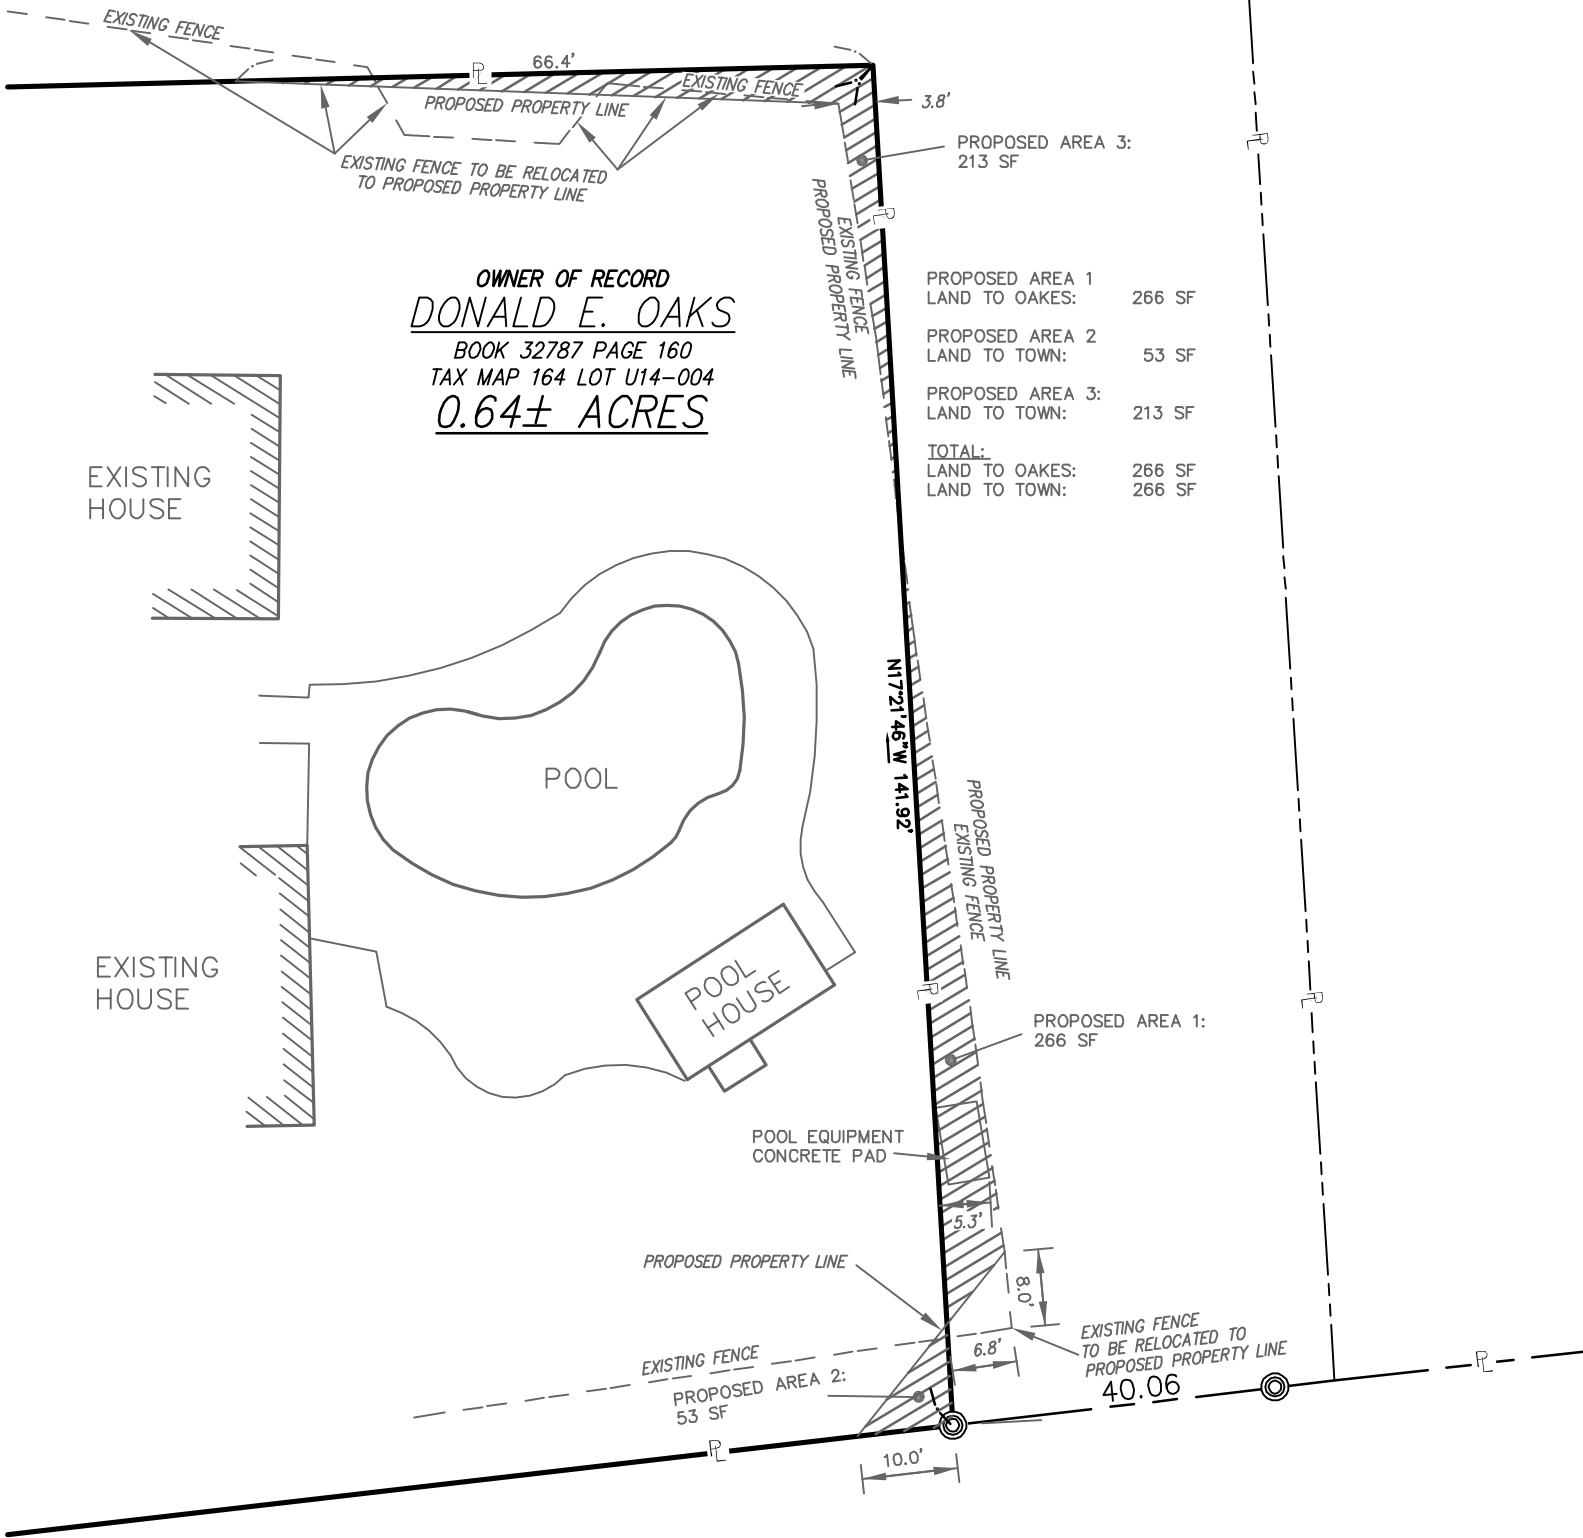 EXISTING FENCE
66.4'
PL
EXISTING FENCE
PROPOSED PROPERTY LINE
3.8'
PROPOSED AREA 3:
213 SF
PL
EXISTING FENCE TO BE RELOCATED
TO PROPOSED PROPERTY LINE
EXISTING FENCE
PROPOSED PROPERTY LINE
PL
OWNER OF RECORD
DONALD E. OAKS
BOOK 32787 PAGE 160
TAX MAP 164 LOT U14-004
0.64± ACRES
PROPOSED AREA 1
LAND TO OAKES: 266 SF
PROPOSED AREA 2
LAND TO TOWN: 53 SF
PROPOSED AREA 3:
LAND TO TOWN: 213 SF
TOTAL:
LAND TO OAKES: 266 SF
LAND TO TOWN: 266 SF
EXISTING
HOUSE
N17°21'46"W 141.92'
POOL
PROPOSED PROPERTY LINE
EXISTING FENCE
EXISTING
HOUSE
POOL
HOUSE
PL
PL
PROPOSED AREA 1:
266 SF
POOL EQUIPMENT
CONCRETE PAD
5.3'
PROPOSED PROPERTY LINE
8.0'
EXISTING FENCE
TO BE RELOCATED TO
PROPOSED PROPERTY LINE
6.8'
EXISTING FENCE
PROPOSED AREA 2:
53 SF
40.06
PL
PL
10.0'